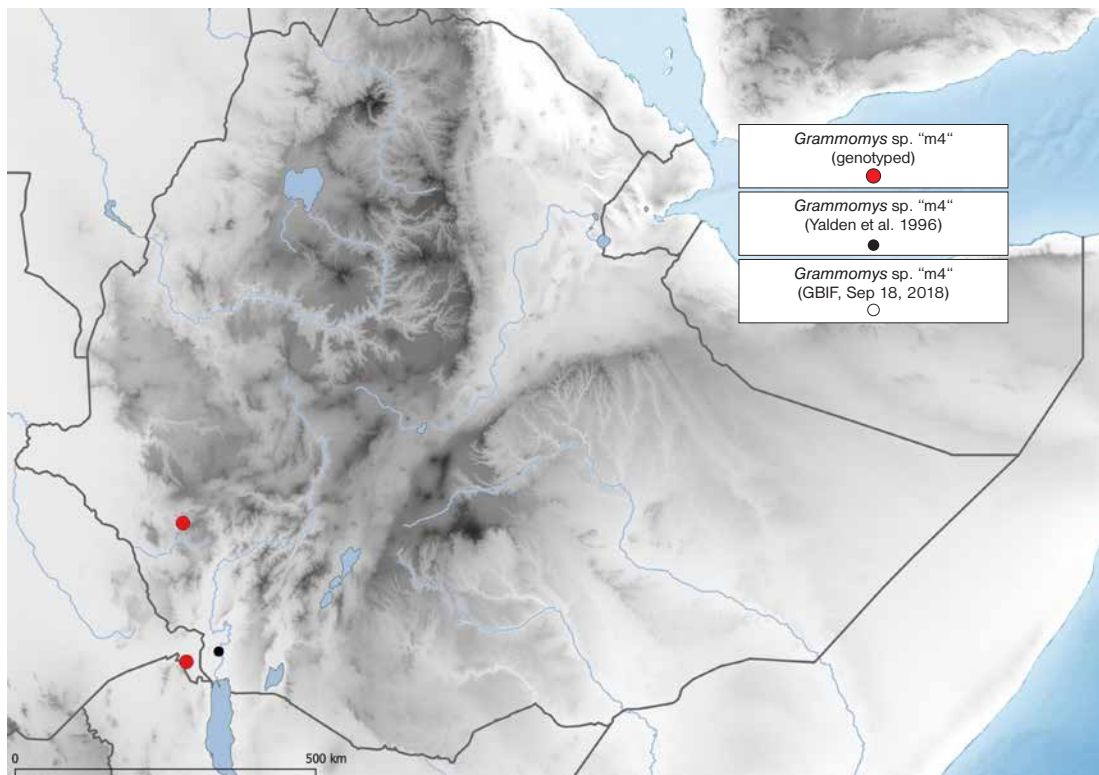 Grammomys sp. "m4“
(genotyped)
Grammomys sp. "m4“
(Yalden et al. 1996)
Grammomys sp. "m4“
(GBIF, Sep 18, 2018)
0
500 km